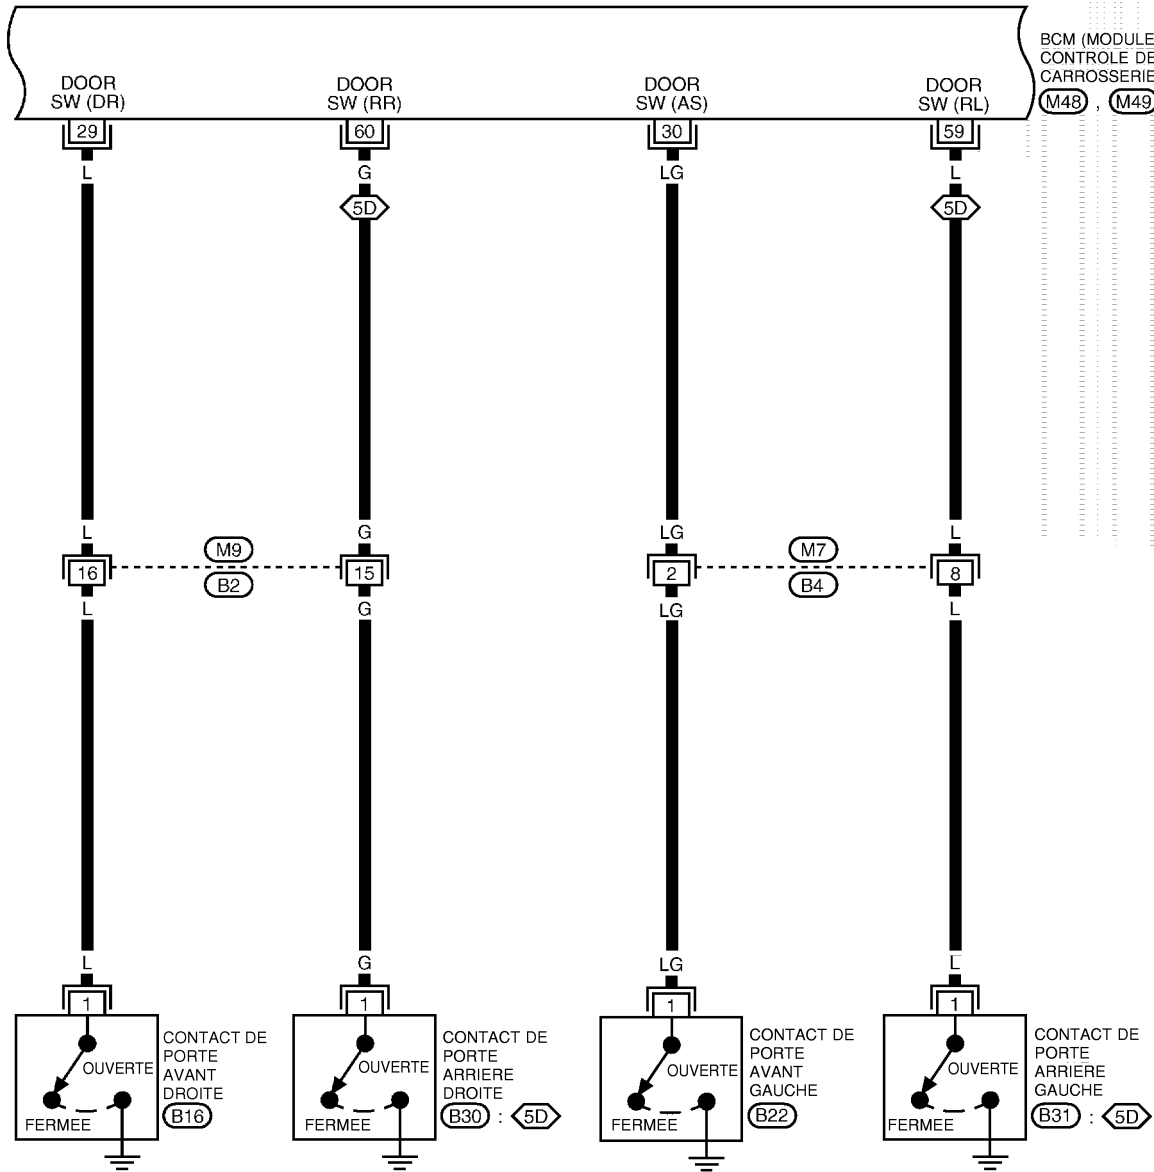 BCM (MODULE
CONTROLE DE
CARROSSERIE
M48 , M49
DOOR
SW (DR)
DOOR
SW (RR)
DOOR
SW (AS)
DOOR
SW (RL)
29
60
30
59
L
G
LG
L
5D
5D
L
G
LG
L
M9
M7
16
15
2
8
B2
B4
L
G
LG
L
L
G
LG
L
1
1
1
1
OUVERTE
FERMEE
CONTACT DE
PORTE
AVANT
DROITE
B16
OUVERTE
FERMEE
CONTACT DE
PORTE
ARRIERE
DROITE
B30 : 5D
OUVERTE
FERMEE
CONTACT DE
PORTE
AVANT
GAUCHE
B22
OUVERTE
FERMEE
CONTACT DE
PORTE
ARRIERE
GAUCHE
B31 : 5D